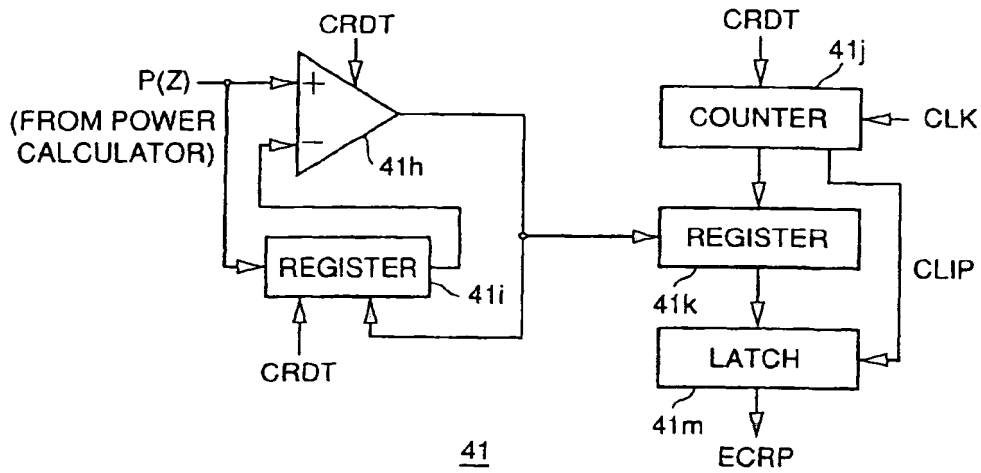 CRDT
P(Z)
(FROM POWER
CALCULATOR)
+
−
41h
REGISTER
41i
CRDT
CRDT
41j
COUNTER
CLK
REGISTER
41k
CLIP
LATCH
41m
ECRP
41